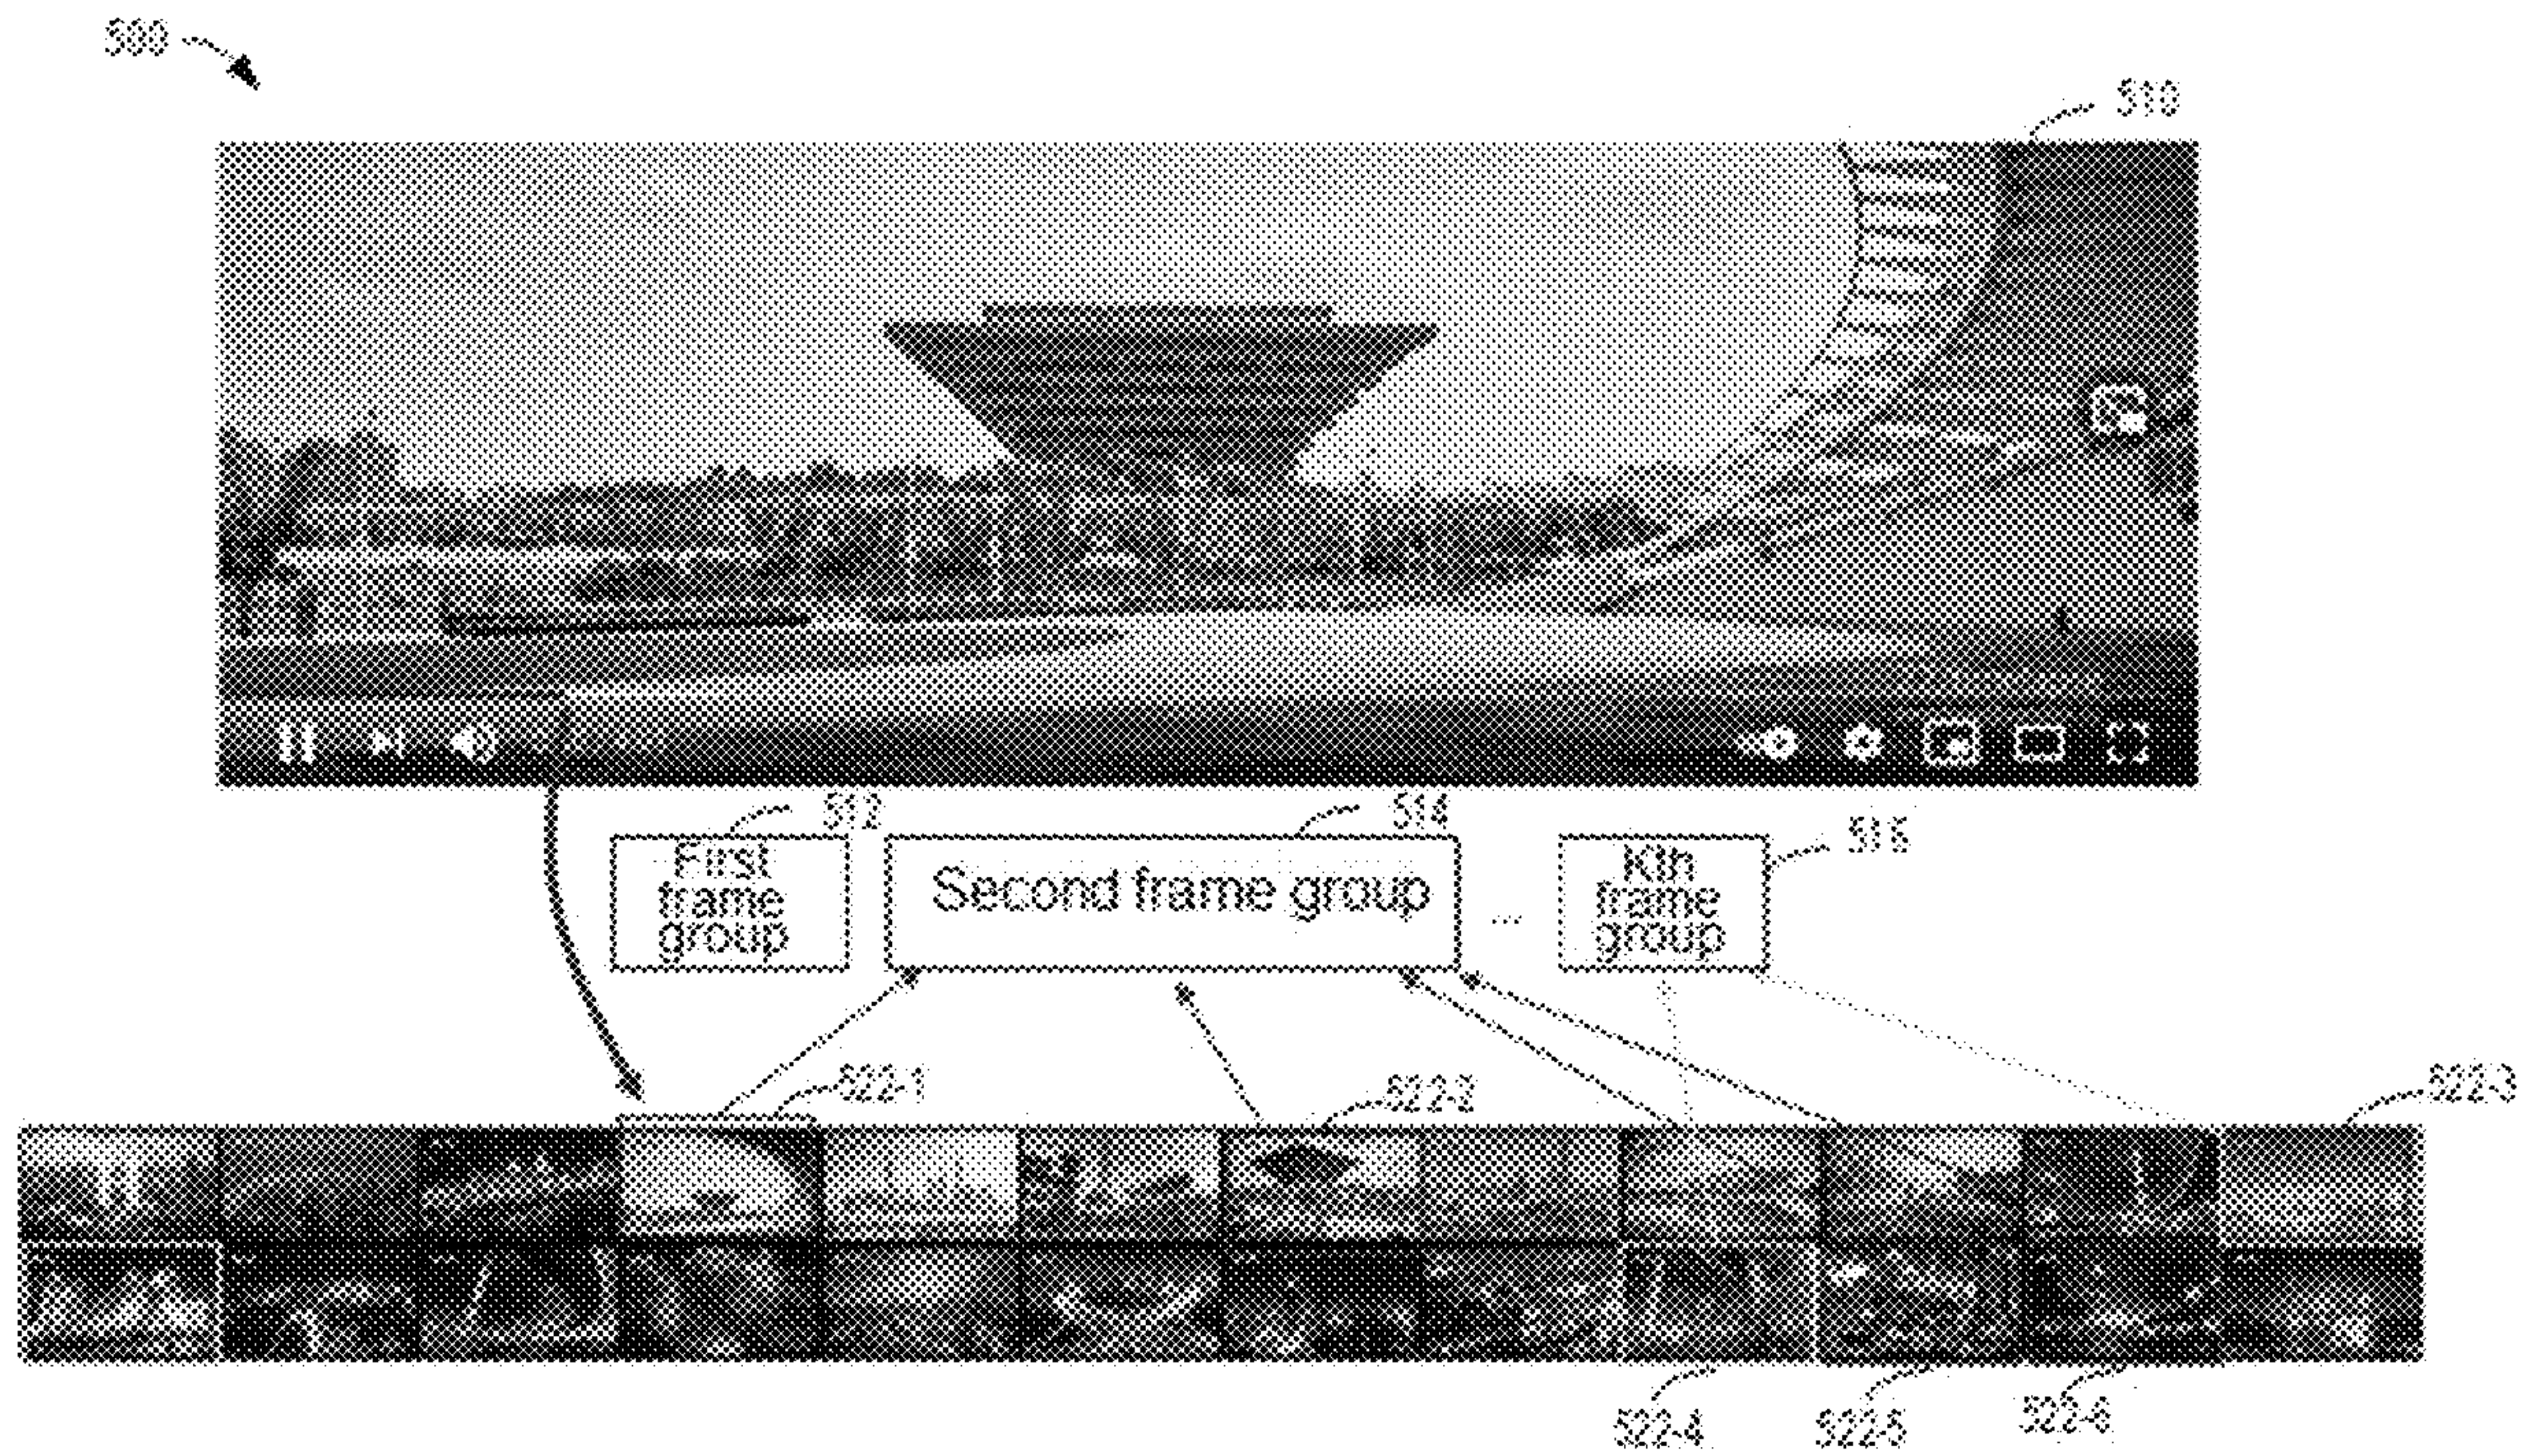 500
510
512
514
516
First
frame
group
Second frame group
...
Kth
frame
group
522-1
522-2
522-3
522-4
522-5
522-6